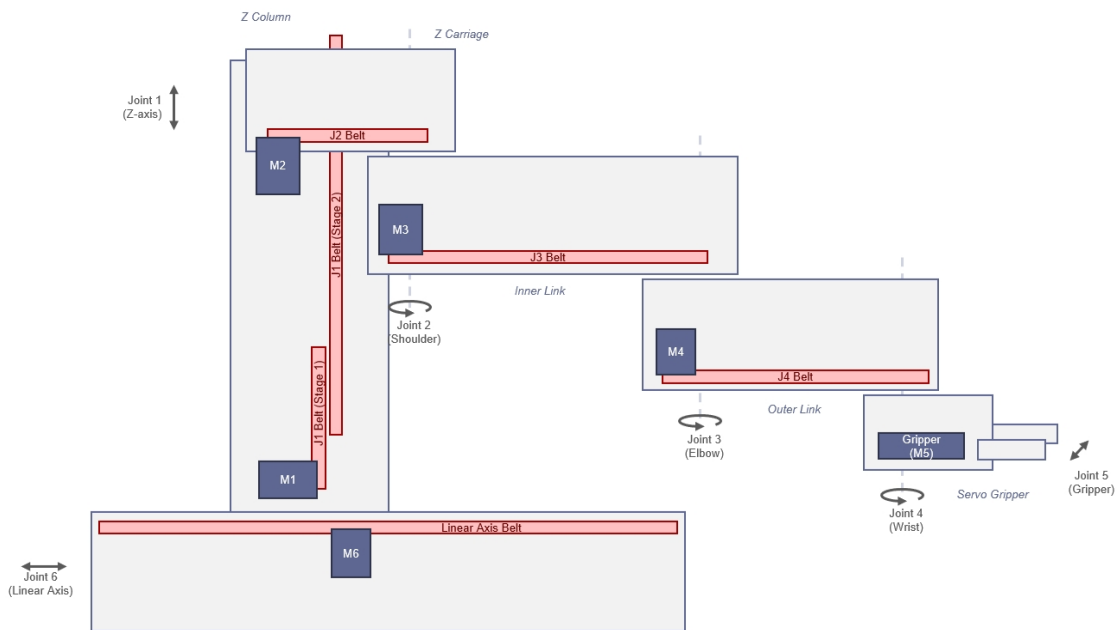 Z Column
Z Carriage
Joint 1
(Z-axis)
J2 Belt
M2
J1 Belt (Stage 2)
M3
J3 Belt
Inner Link
Joint 2
(Shoulder)
M4
J4 Belt
J1 Belt (Stage 1)
Outer Link
Joint 3
(Elbow)
Gripper
(M5)
M1
Joint 5
(Gripper)
Servo Gripper
Joint 4
(Wrist)
Linear Axis Belt
M6
Joint 6
(Linear Axis)